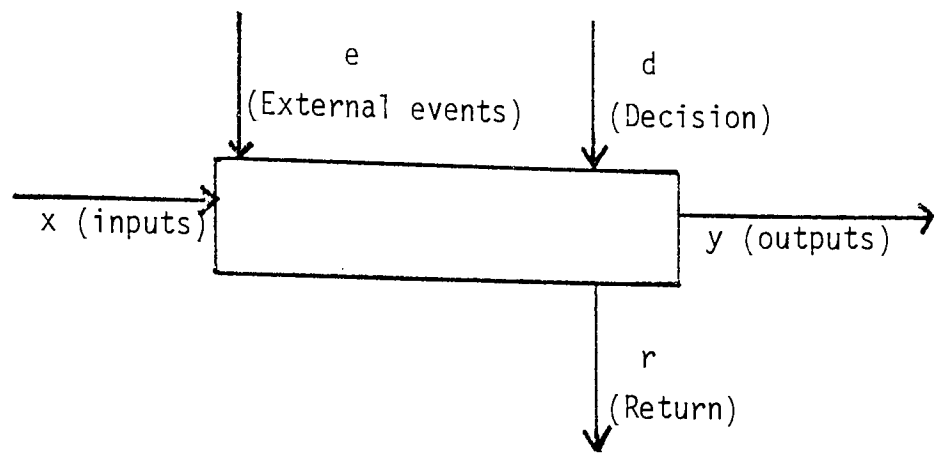 e
(External events)
d
(Decision)
x (inputs)
y (outputs)
r
(Return)